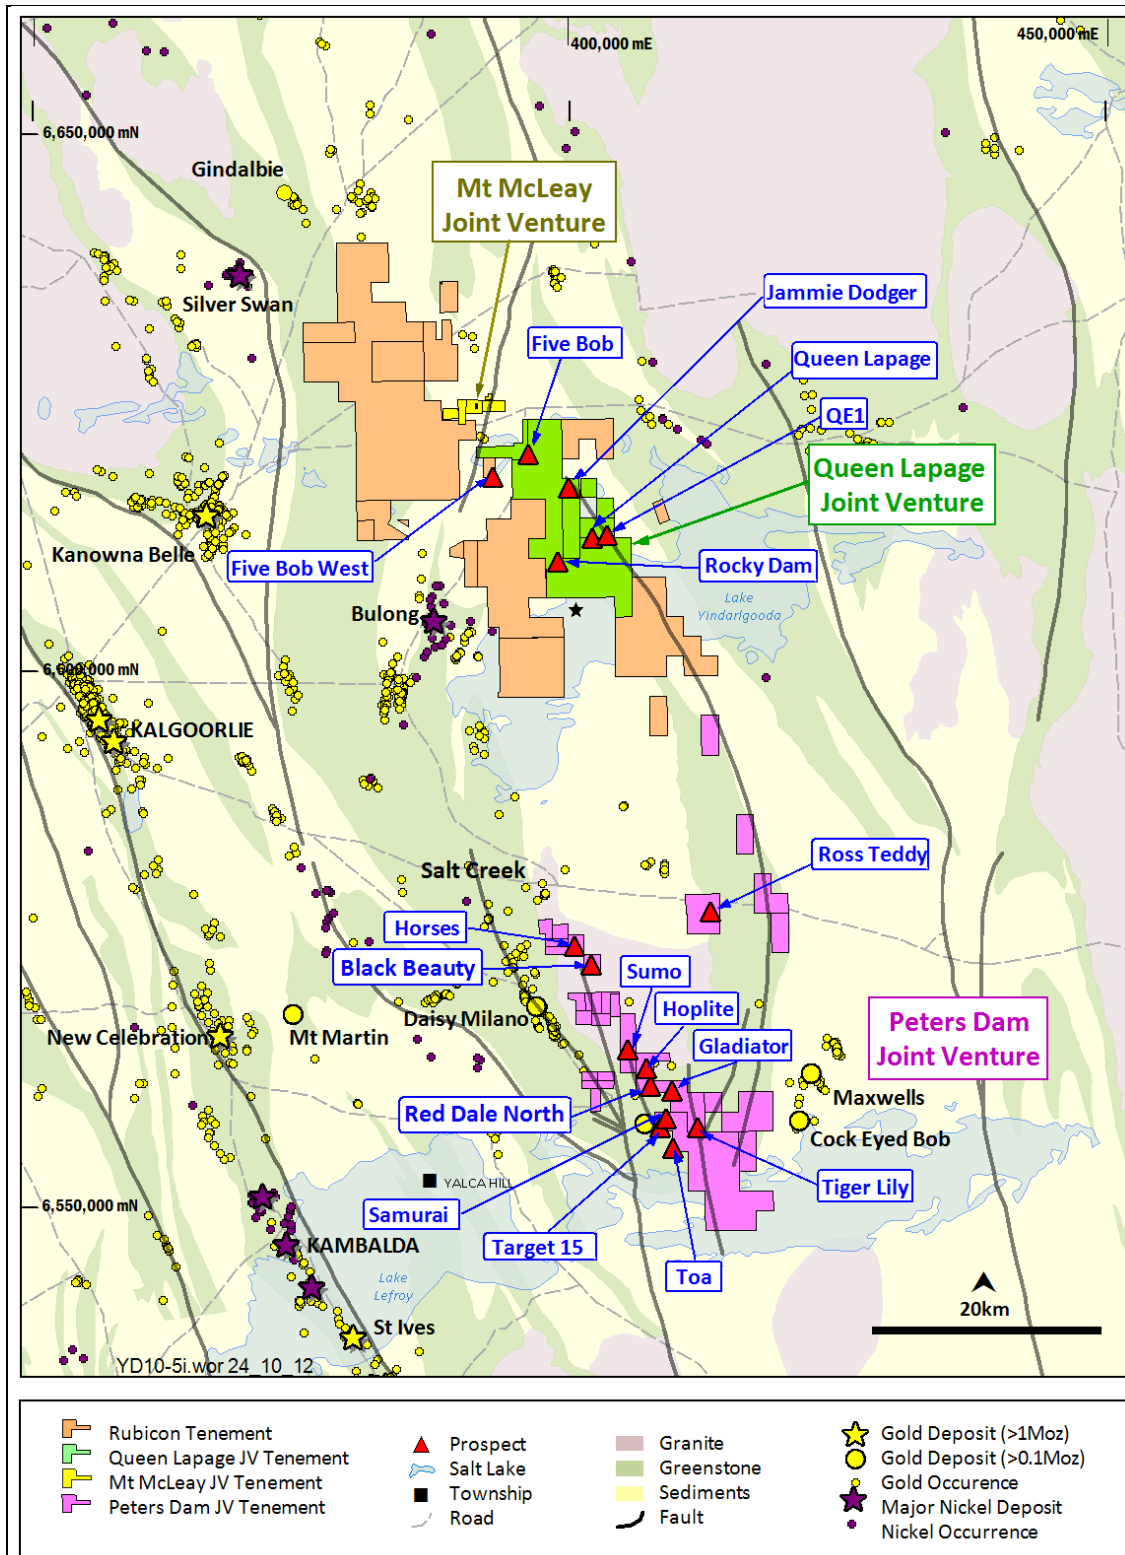 400,000 mE
450,000 mE
6,650,000 mN
Gindalbie
Mt McLeay
Joint Venture
Silver Swan
Jammie Dodger
Five Bob
Queen Lapage
QE1
Queen Lapage
Joint Venture
Kanowna Belle
Five Bob West
Rocky Dam
Bulong
Lake
Yindarlgooda
6,600,000 mN
KALGOORLIE
Ross Teddy
Salt Creek
Horses
Black Beauty
Sumo
Hoplite
Daisy Milano
New Celebration
Mt Martin
Gladiator
Peters Dam
Joint Venture
Red Dale North
Maxwells
Cock Eyed Bob
YALCA HILL
Tiger Lily
6,550,000 mN
Samurai
Target 15
KAMBALDA
Toa
Lake
Lefroy
20km
St Ives
YD10-5i.wor 24_10_12
Rubicon Tenement
Queen Lapage JV Tenement
Mt McLeay JV Tenement
Peters Dam JV Tenement
Prospect
Salt Lake
Township
Road
Granite
Greenstone
Sediments
Fault
Gold Deposit (>1Moz)
Gold Deposit (>0.1Moz)
Gold Occurence
Major Nickel Deposit
Nickel Occurrence